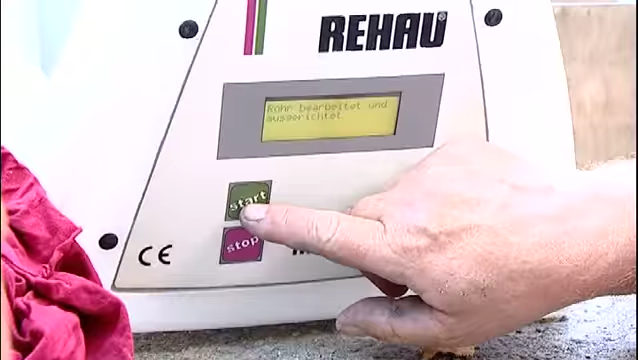 REHAU®
Rohr bearbeitet und
ausgerichtet
start
stop
CE